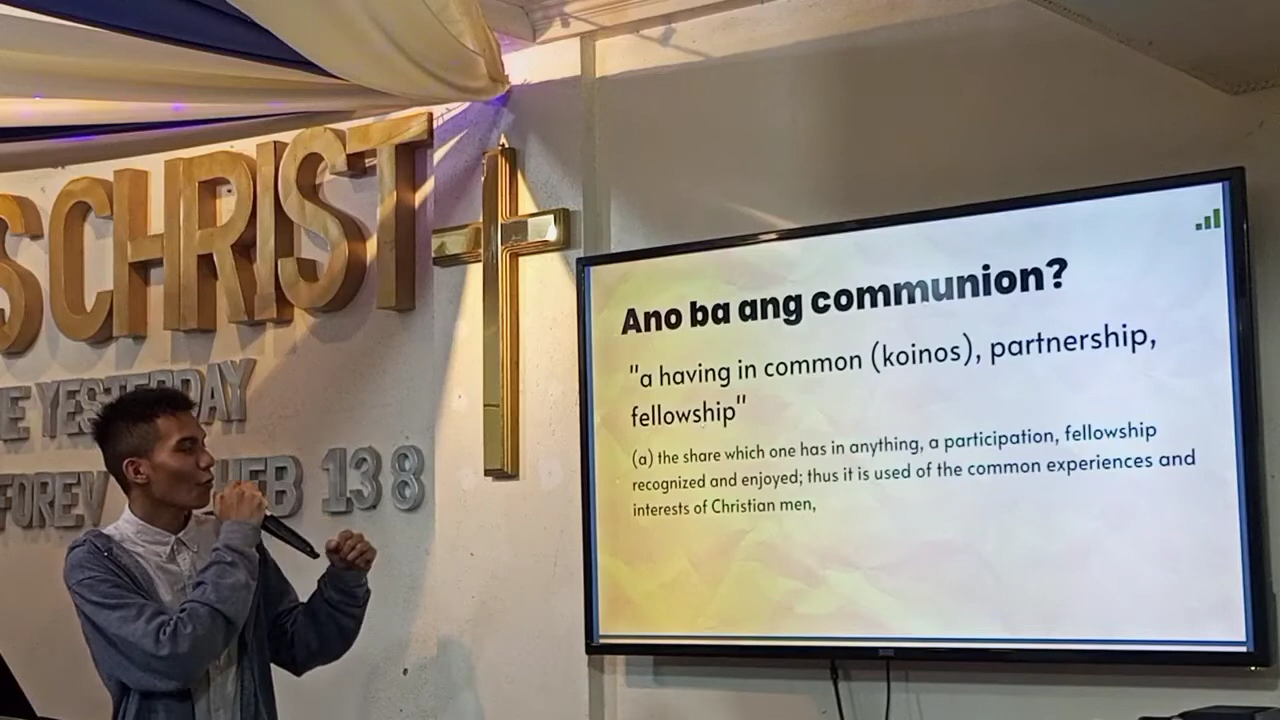 SCHRIST
E YESTERDAY
FOREV HEB 13 8
Ano ba ang communion?
"a having in common (koinos), partnership,
fellowship"
(a) the share which one has in anything, a participation, fellowship
recognized and enjoyed; thus it is used of the common experiences and
interests of Christian men,